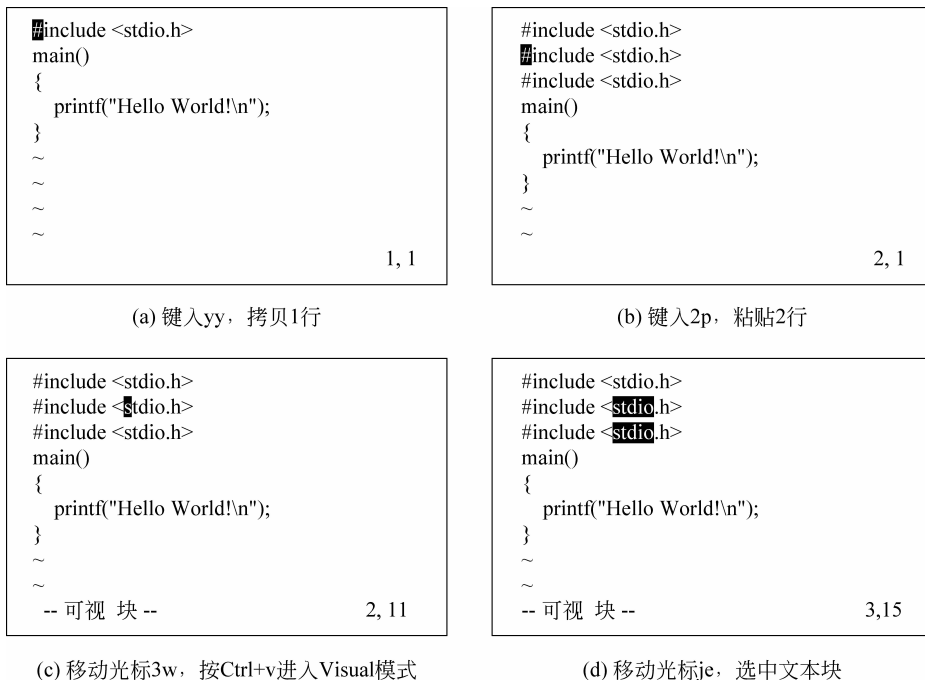 #include <stdio.h>
main()
{
printf("Hello World!\n");
}
~
~
~
~
1, 1
(a) 键入yy，拷贝1行
#include <stdio.h>
#include <stdio.h>
#include <stdio.h>
main()
{
printf("Hello World!\n");
}
~
~
2, 1
(b) 键入2p，粘贴2行
#include <stdio.h>
#include <stdio.h>
#include <stdio.h>
main()
{
printf("Hello World!\n");
}
~
~
-- 可视 块 -- 2, 11
(c) 移动光标3w，按Ctrl+v进入Visual模式
#include <stdio.h>
#include <stdio.h>
#include <stdio.h>
main()
{
printf("Hello World!\n");
}
~
~
-- 可视 块 -- 3,15
(d) 移动光标je，选中文本块